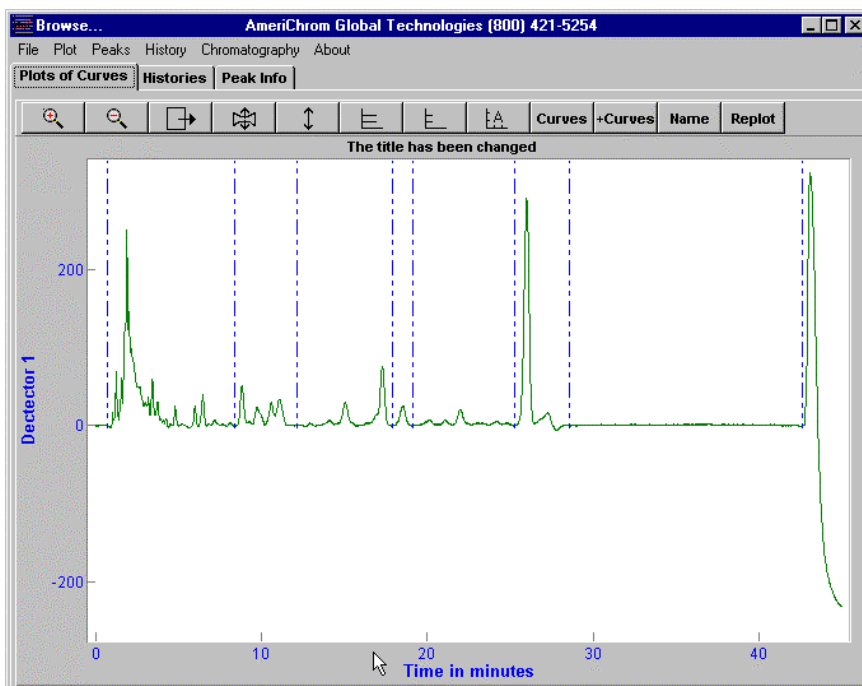 Browse... AmeriChrom Global Technologies (800) 421-5254
File Plot Peaks History Chromatography About
Plots of Curves Histories Peak Info
A Curves +Curves Name Replot
The title has been changed
200
0
-200
Dectector 1
0 10 20 30 40
Time in minutes